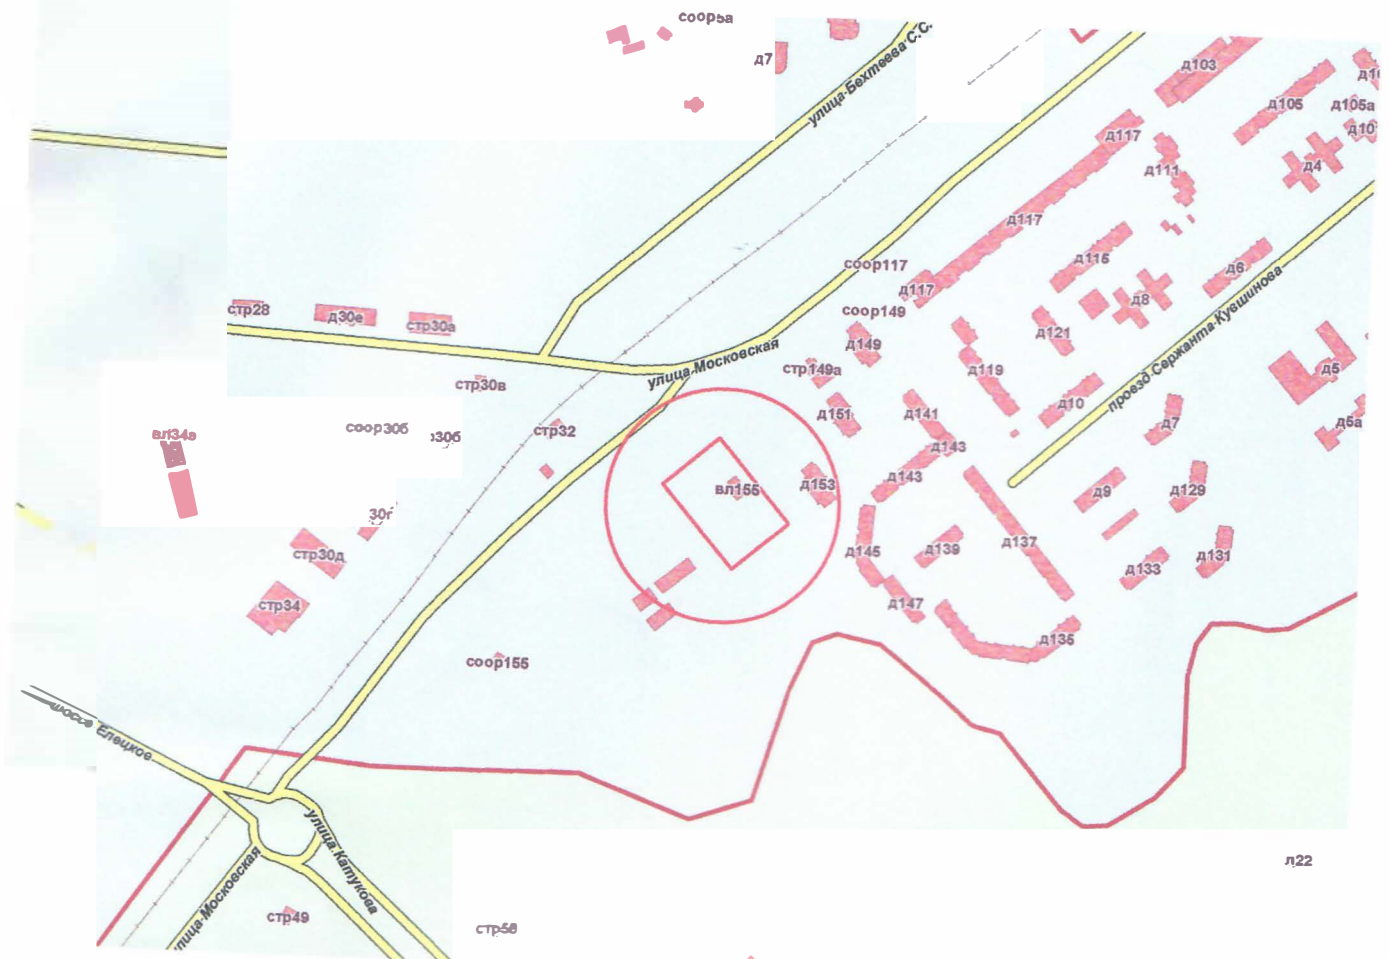 соор5а
д7
улица Бехтеева С.С.
д103
д105
д105а
д4
д117
д111
д117
д115
д6
соор117
д117
д8
соор149
д121
д149
стр28
д30е
стр30а
улица Московская
стр149а
д119
проезд Сержанта Кувшинова
д5
стр30в
д10
д151
д141
д7
д5а
вл34а
соор30б
стр32
д143
д143
вл155
д153
д9
д129
стр30д
д145
д139
д137
д133
д131
стр34
д147
д135
соор155
шоссе Елецкое
улица Катукова
улица Московская
л22
стр49
стр58